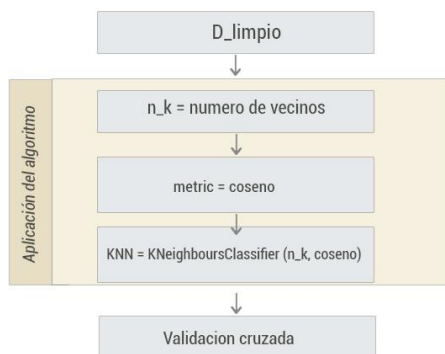 D_limpio
Aplicación del algoritmo
n_k = numero de vecinos
metric = coseno
KNN = KNeighboursClassifier (n_k, coseno)
Validacion cruzada